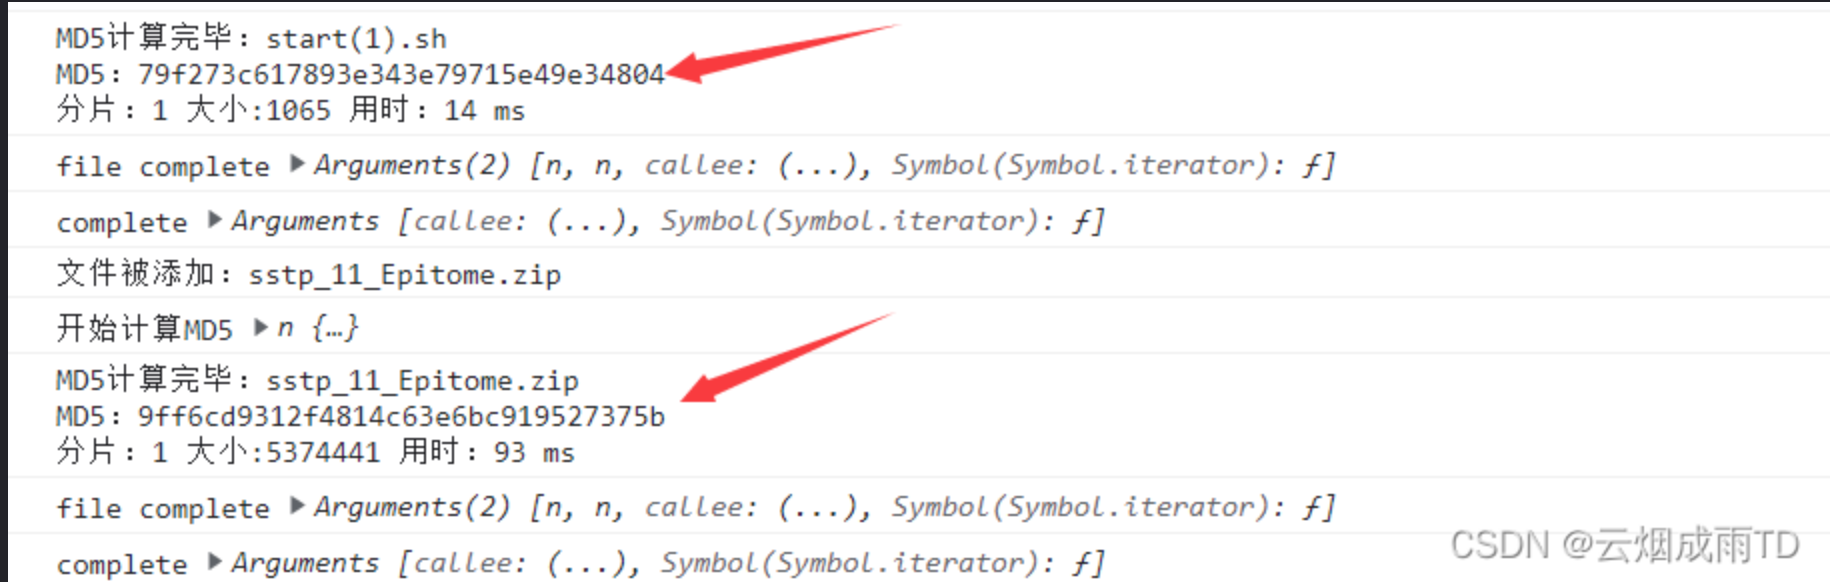 MD5计算完毕：start(1).sh
MD5：79f273c617893e343e79715e49e34804
分片：1 大小:1065 用时：14 ms
file complete ▶Arguments(2) [n, n, callee: (...), Symbol(Symbol.iterator): ƒ]
complete ▶Arguments [callee: (...), Symbol(Symbol.iterator): ƒ]
文件被添加：sstp_11_Epitome.zip
开始计算MD5 ▶n {…}
MD5计算完毕：sstp_11_Epitome.zip
MD5：9ff6cd9312f4814c63e6bc919527375b
分片：1 大小:5374441 用时：93 ms
file complete ▶Arguments(2) [n, n, callee: (...), Symbol(Symbol.iterator): ƒ]
complete ▶Arguments [callee: (...), Symbol(Symbol.iterator): ƒ]
CSDN @云烟成雨TD